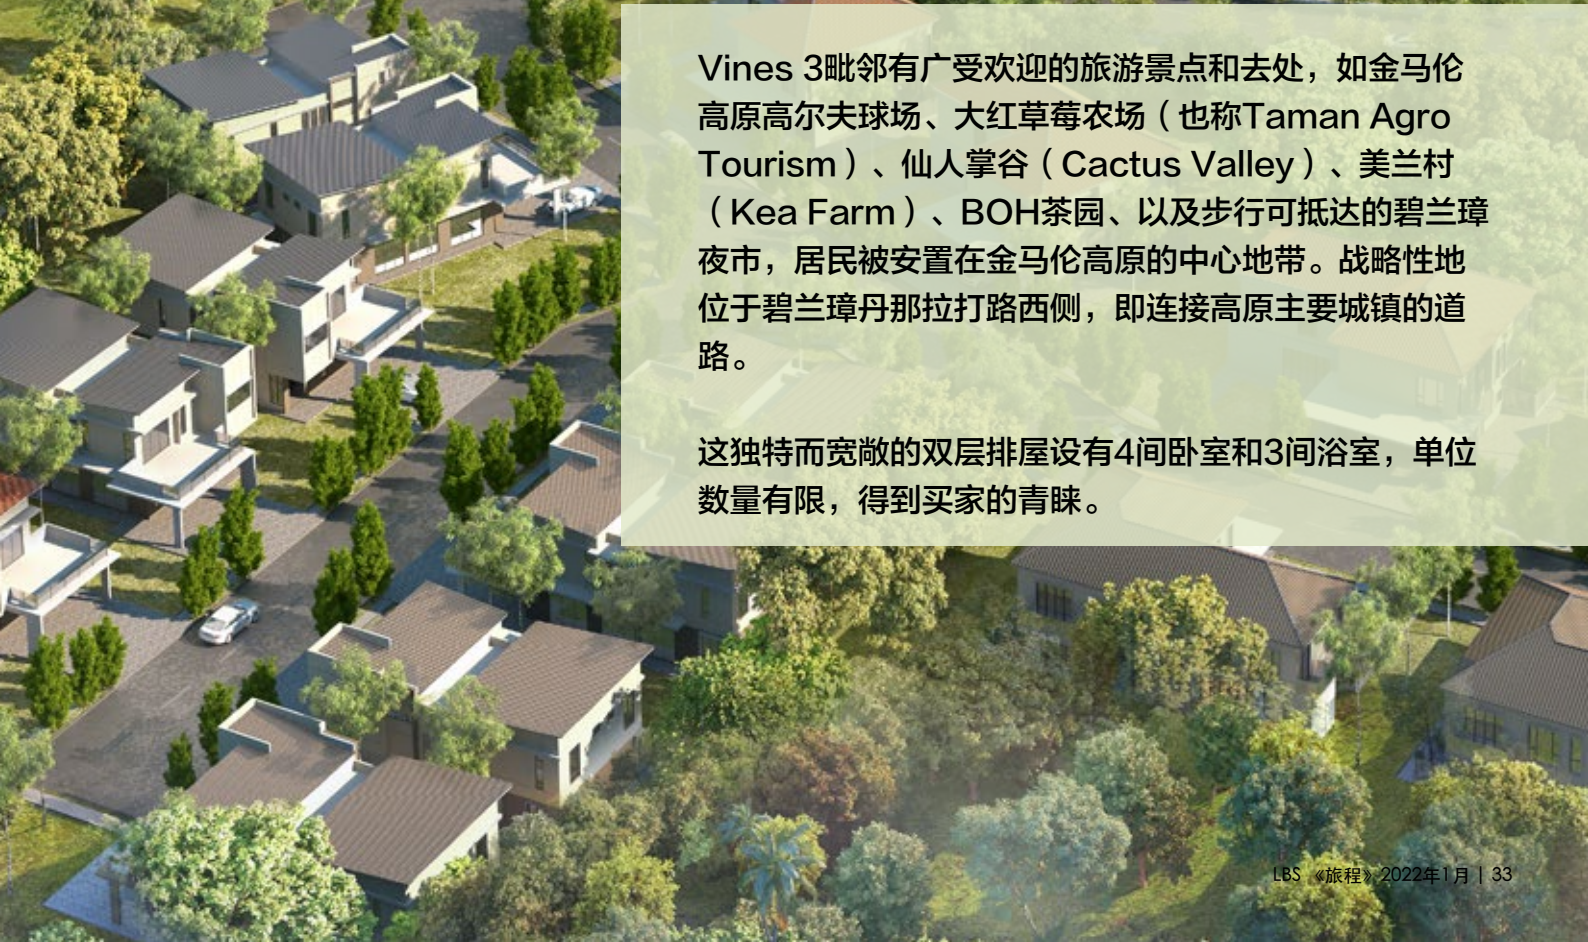 Vines 3毗邻有广受欢迎的旅游景点和去处，如金马伦
高原高尔夫球场、大红草莓农场（也称Taman Agro
Tourism）、仙人掌谷（Cactus Valley）、美兰村
（Kea Farm）、BOH茶园、以及步行可抵达的碧兰璋
夜市，居民被安置在金马伦高原的中心地带。战略性地
位于碧兰璋丹那拉打路西侧，即连接高原主要城镇的道
路。
这独特而宽敞的双层排屋设有4间卧室和3间浴室，单位
数量有限，得到买家的青睐。
LBS 《旅程》2022年1月 | 33